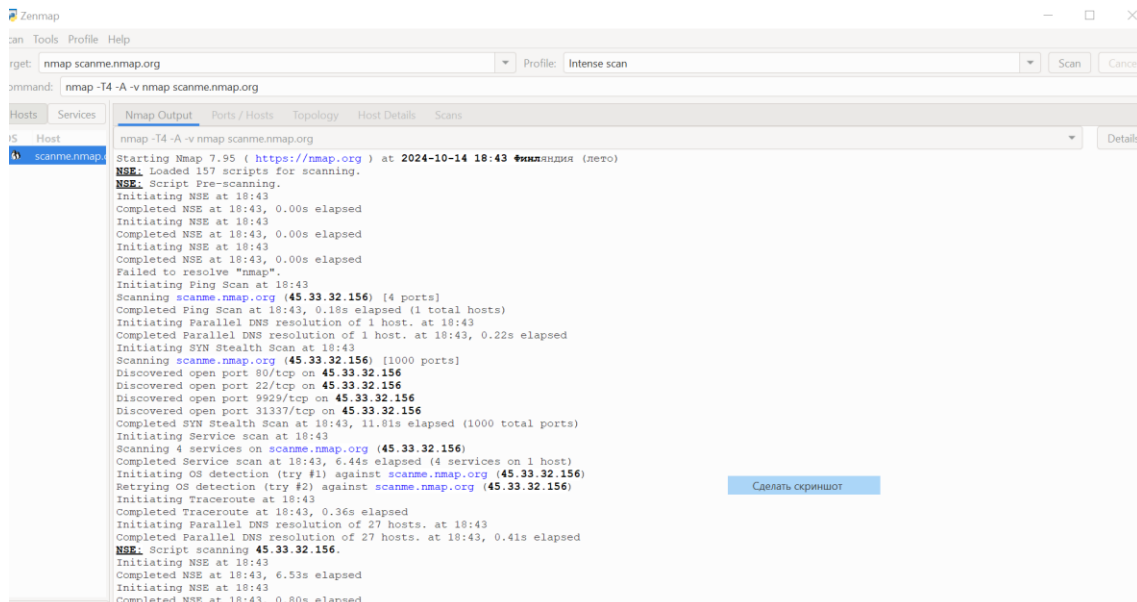 Zenmap
can Tools Profile Help
rget: nmap scanme.nmap.org Profile: Intense scan Scan Cance
ommand: nmap -T4 -A -v nmap scanme.nmap.org
Hosts Services Nmap Output Ports / Hosts Topology Host Details Scans
OS Host nmap -T4 -A -v nmap scanme.nmap.org Details
scanme.nmap.o
Starting Nmap 7.95 ( https://nmap.org ) at 2024-10-14 18:43 Финляндия (лето)
NSE: Loaded 157 scripts for scanning.
NSE: Script Pre-scanning.
Initiating NSE at 18:43
Completed NSE at 18:43, 0.00s elapsed
Initiating NSE at 18:43
Completed NSE at 18:43, 0.00s elapsed
Initiating NSE at 18:43
Completed NSE at 18:43, 0.00s elapsed
Failed to resolve "nmap".
Initiating Ping Scan at 18:43
Scanning scanme.nmap.org (45.33.32.156) [4 ports]
Completed Ping Scan at 18:43, 0.18s elapsed (1 total hosts)
Initiating Parallel DNS resolution of 1 host. at 18:43
Completed Parallel DNS resolution of 1 host. at 18:43, 0.22s elapsed
Initiating SYN Stealth Scan at 18:43
Scanning scanme.nmap.org (45.33.32.156) [1000 ports]
Discovered open port 80/tcp on 45.33.32.156
Discovered open port 22/tcp on 45.33.32.156
Discovered open port 9929/tcp on 45.33.32.156
Discovered open port 31337/tcp on 45.33.32.156
Completed SYN Stealth Scan at 18:43, 11.81s elapsed (1000 total ports)
Initiating Service scan at 18:43
Scanning 4 services on scanme.nmap.org (45.33.32.156)
Completed Service scan at 18:43, 6.44s elapsed (4 services on 1 host)
Initiating OS detection (try #1) against scanme.nmap.org (45.33.32.156)
Retrying OS detection (try #2) against scanme.nmap.org (45.33.32.156)
Сделать скриншот
Initiating Traceroute at 18:43
Completed Traceroute at 18:43, 0.36s elapsed
Initiating Parallel DNS resolution of 27 hosts. at 18:43
Completed Parallel DNS resolution of 27 hosts. at 18:43, 0.41s elapsed
NSE: Script scanning 45.33.32.156.
Initiating NSE at 18:43
Completed NSE at 18:43, 6.53s elapsed
Initiating NSE at 18:43
Completed NSE at 18:43, 0.80s elapsed